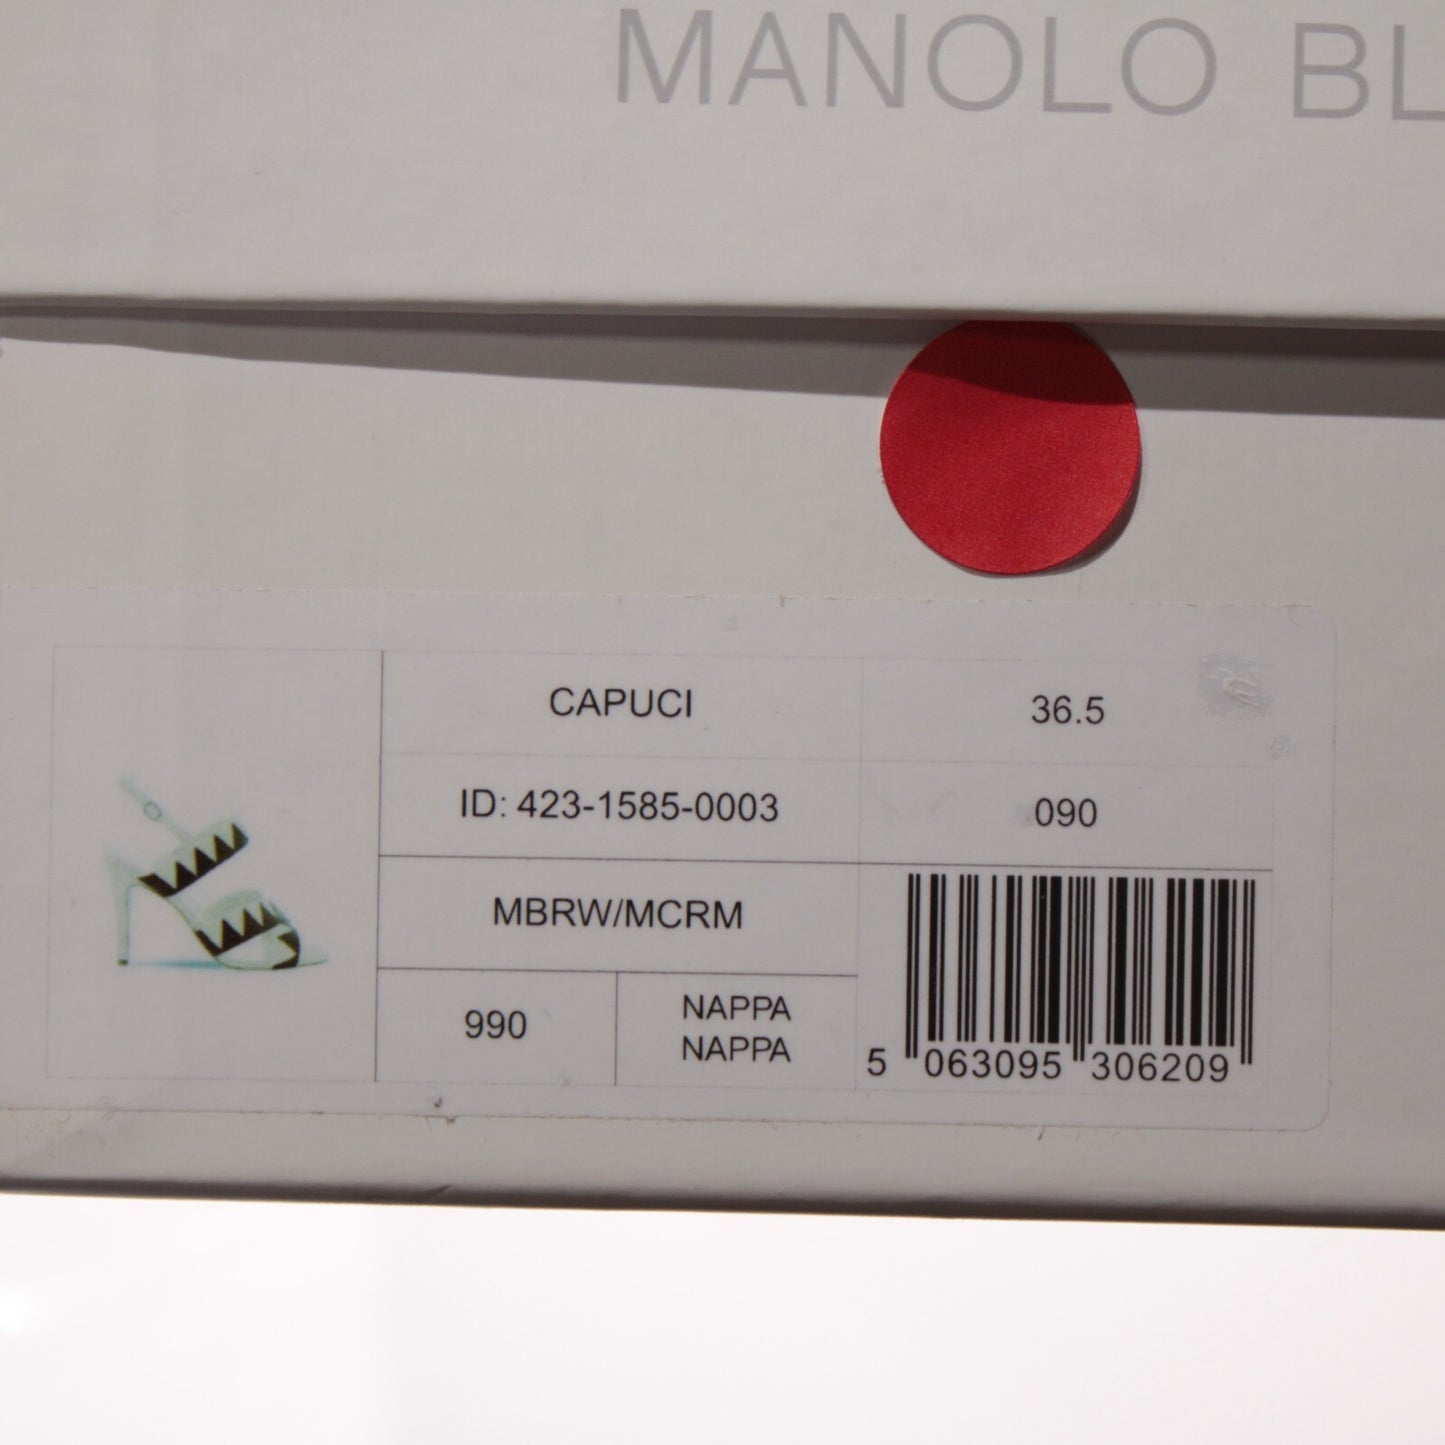 MANOLO BL
CAPUCI
36.5
ID: 423-1585-0003
090
MBRW/MCRM
990
NAPPA
NAPPA
5 063095 306209